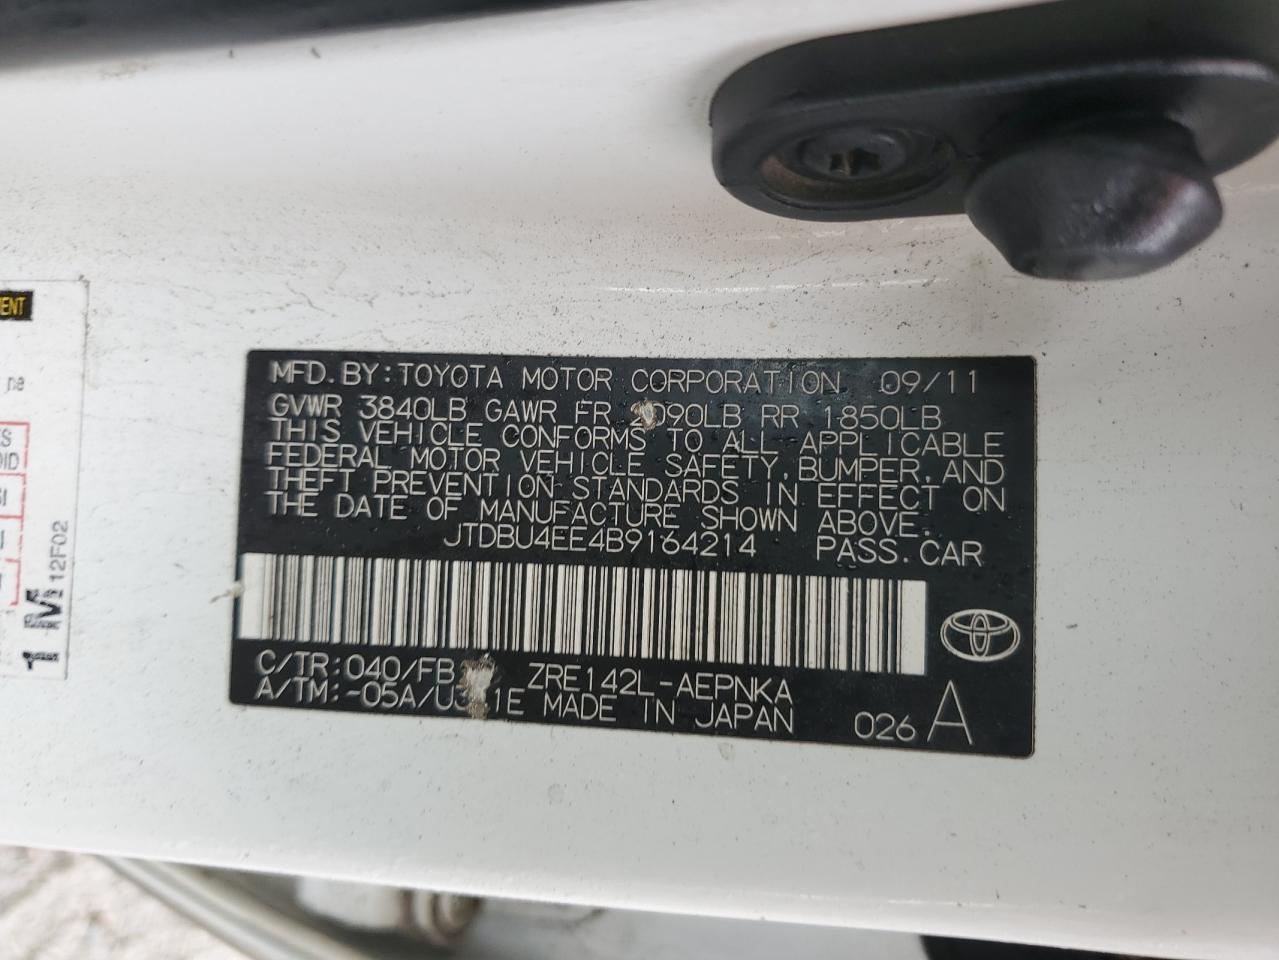 MFD. BY: TOYOTA MOTOR CORPORATION 09/11
GVWR 3840LB GAWR FR 2090LB RR 1850LB
THIS VEHICLE CONFORMS TO ALL APPLICABLE
FEDERAL MOTOR VEHICLE SAFETY, BUMPER, AND
THEFT PREVENTION STANDARDS IN EFFECT ON
THE DATE OF MANUFACTURE SHOWN ABOVE.
JTDBU4EE4B9164214 PASS. CAR
C/TR: 040/FB ZRE142L-AEPNKA
A/TM: -05A/ MADE IN JAPAN
026 A
12F02